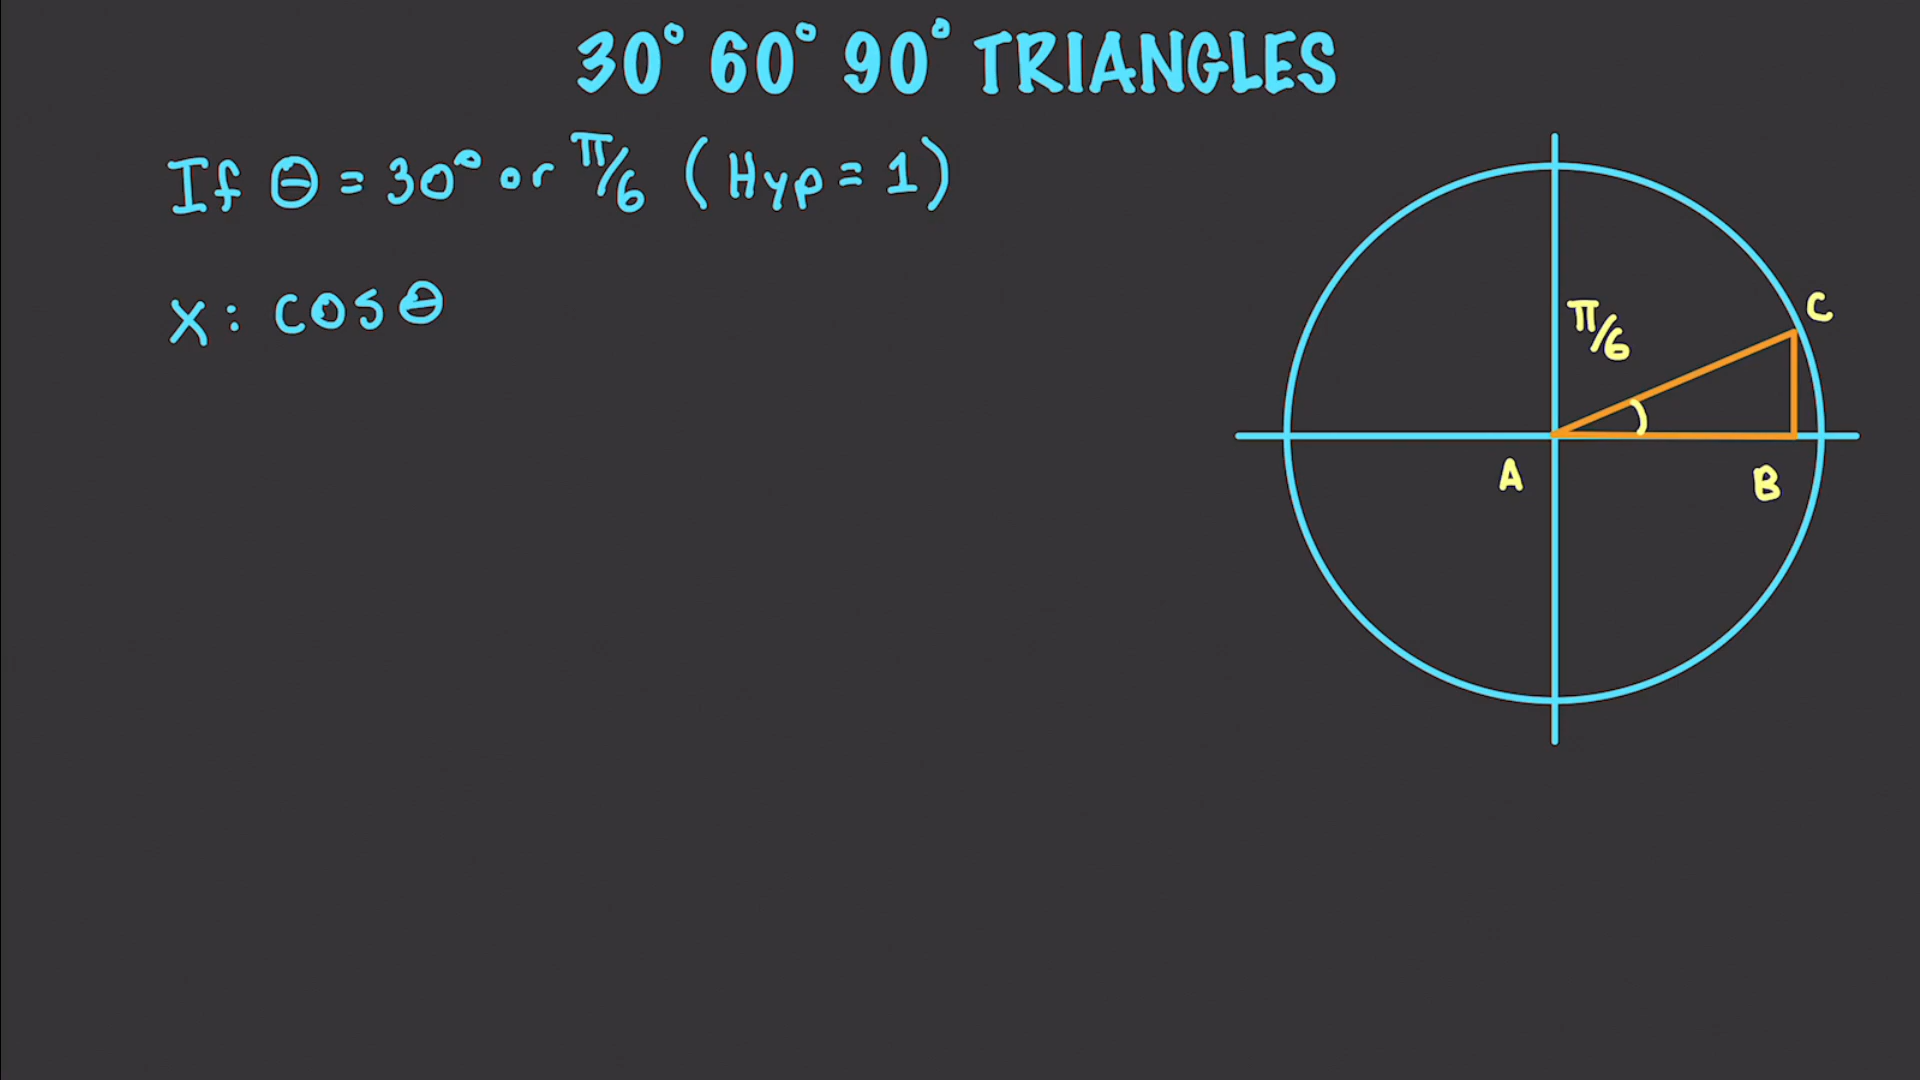 30° 60° 90° TRIANGLES
If θ = 30° or π/6 (Hyp = 1)
x: cos θ
π/6
C
A
B